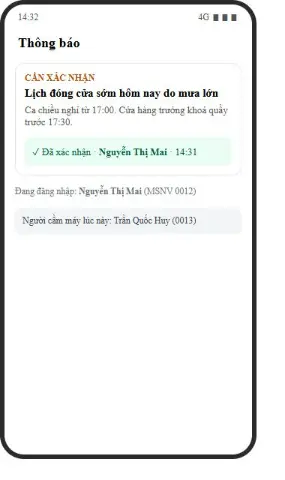 14:32
4G
Thông báo
CẦN XÁC NHẬN
Lịch đóng cửa sớm hôm nay do mưa lớn
Ca chiều nghỉ từ 17:00. Cửa hàng trưởng khoá quầy
trước 17:30.
✓ Đã xác nhận · Nguyễn Thị Mai · 14:31
Đang đăng nhập: Nguyễn Thị Mai (MSNV 0012)
Người cầm máy lúc này: Trần Quốc Huy (0013)